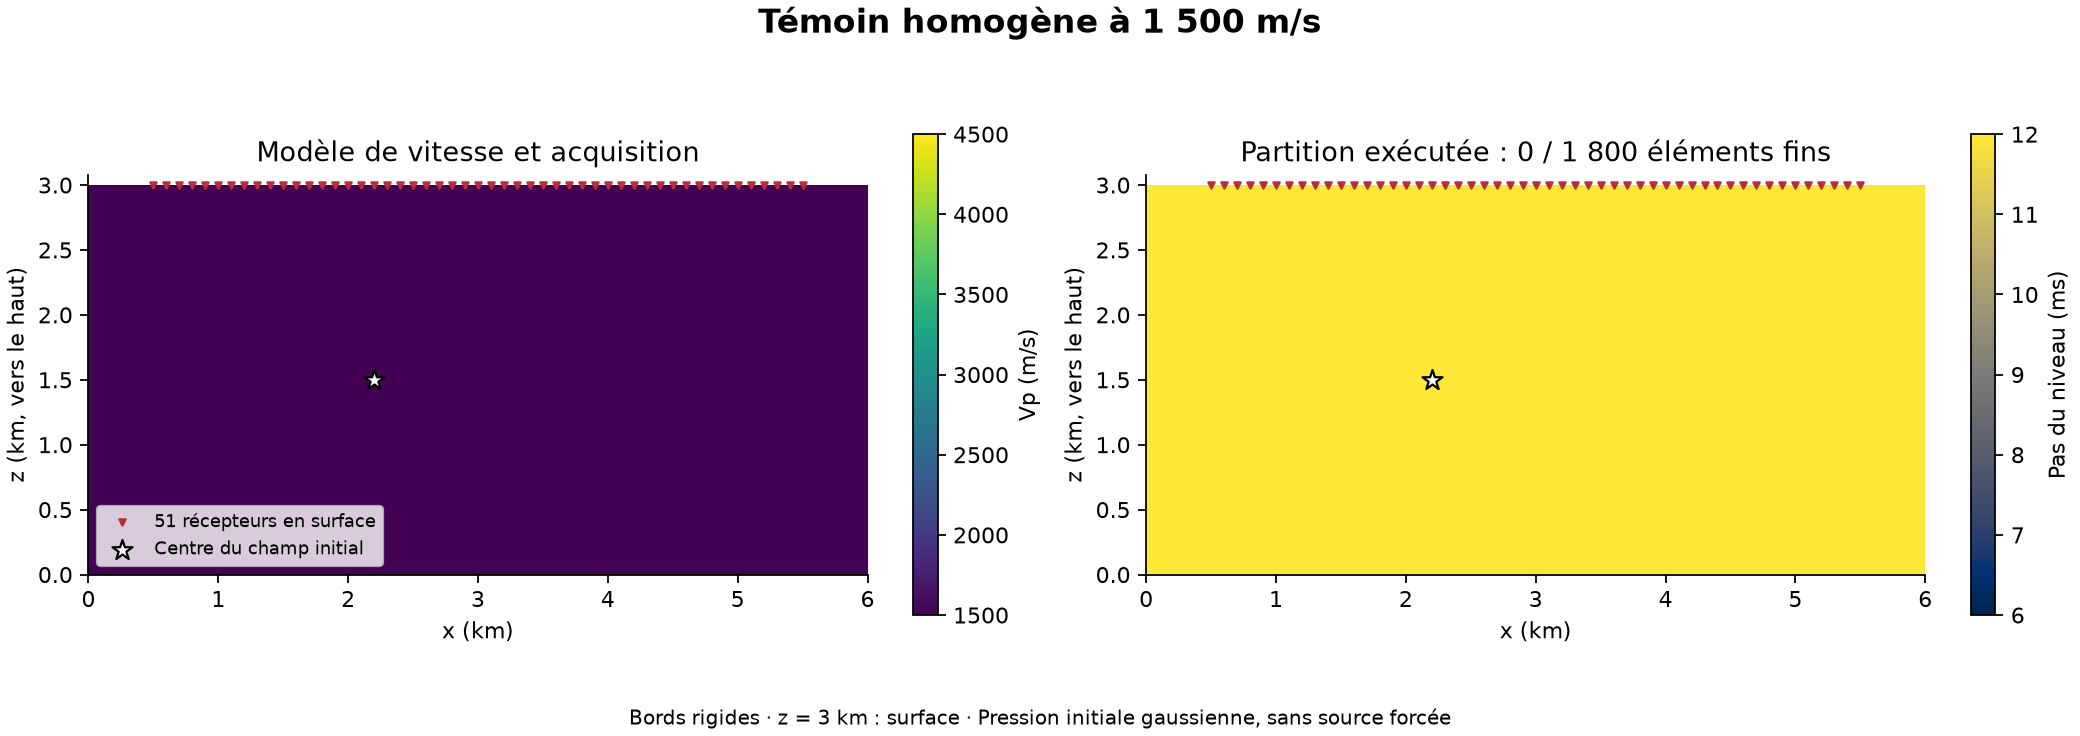 Témoin homogène à 1 500 m/s
Modèle de vitesse et acquisition
3.0
2.5
2.0
1.5
1.0
0.5
0.0
z (km, vers le haut)
51 récepteurs en surface
Centre du champ initial
0 1 2 3 4 5 6
x (km)
4500
4000
3500
3000
2500
2000
1500
Vp (m/s)
Partition exécutée : 0 / 1 800 éléments fins
3.0
2.5
2.0
1.5
1.0
0.5
0.0
z (km, vers le haut)
0 1 2 3 4 5 6
x (km)
12
11
10
9
8
7
6
Pas du niveau (ms)
Bords rigides · z = 3 km : surface · Pression initiale gaussienne, sans source forcée